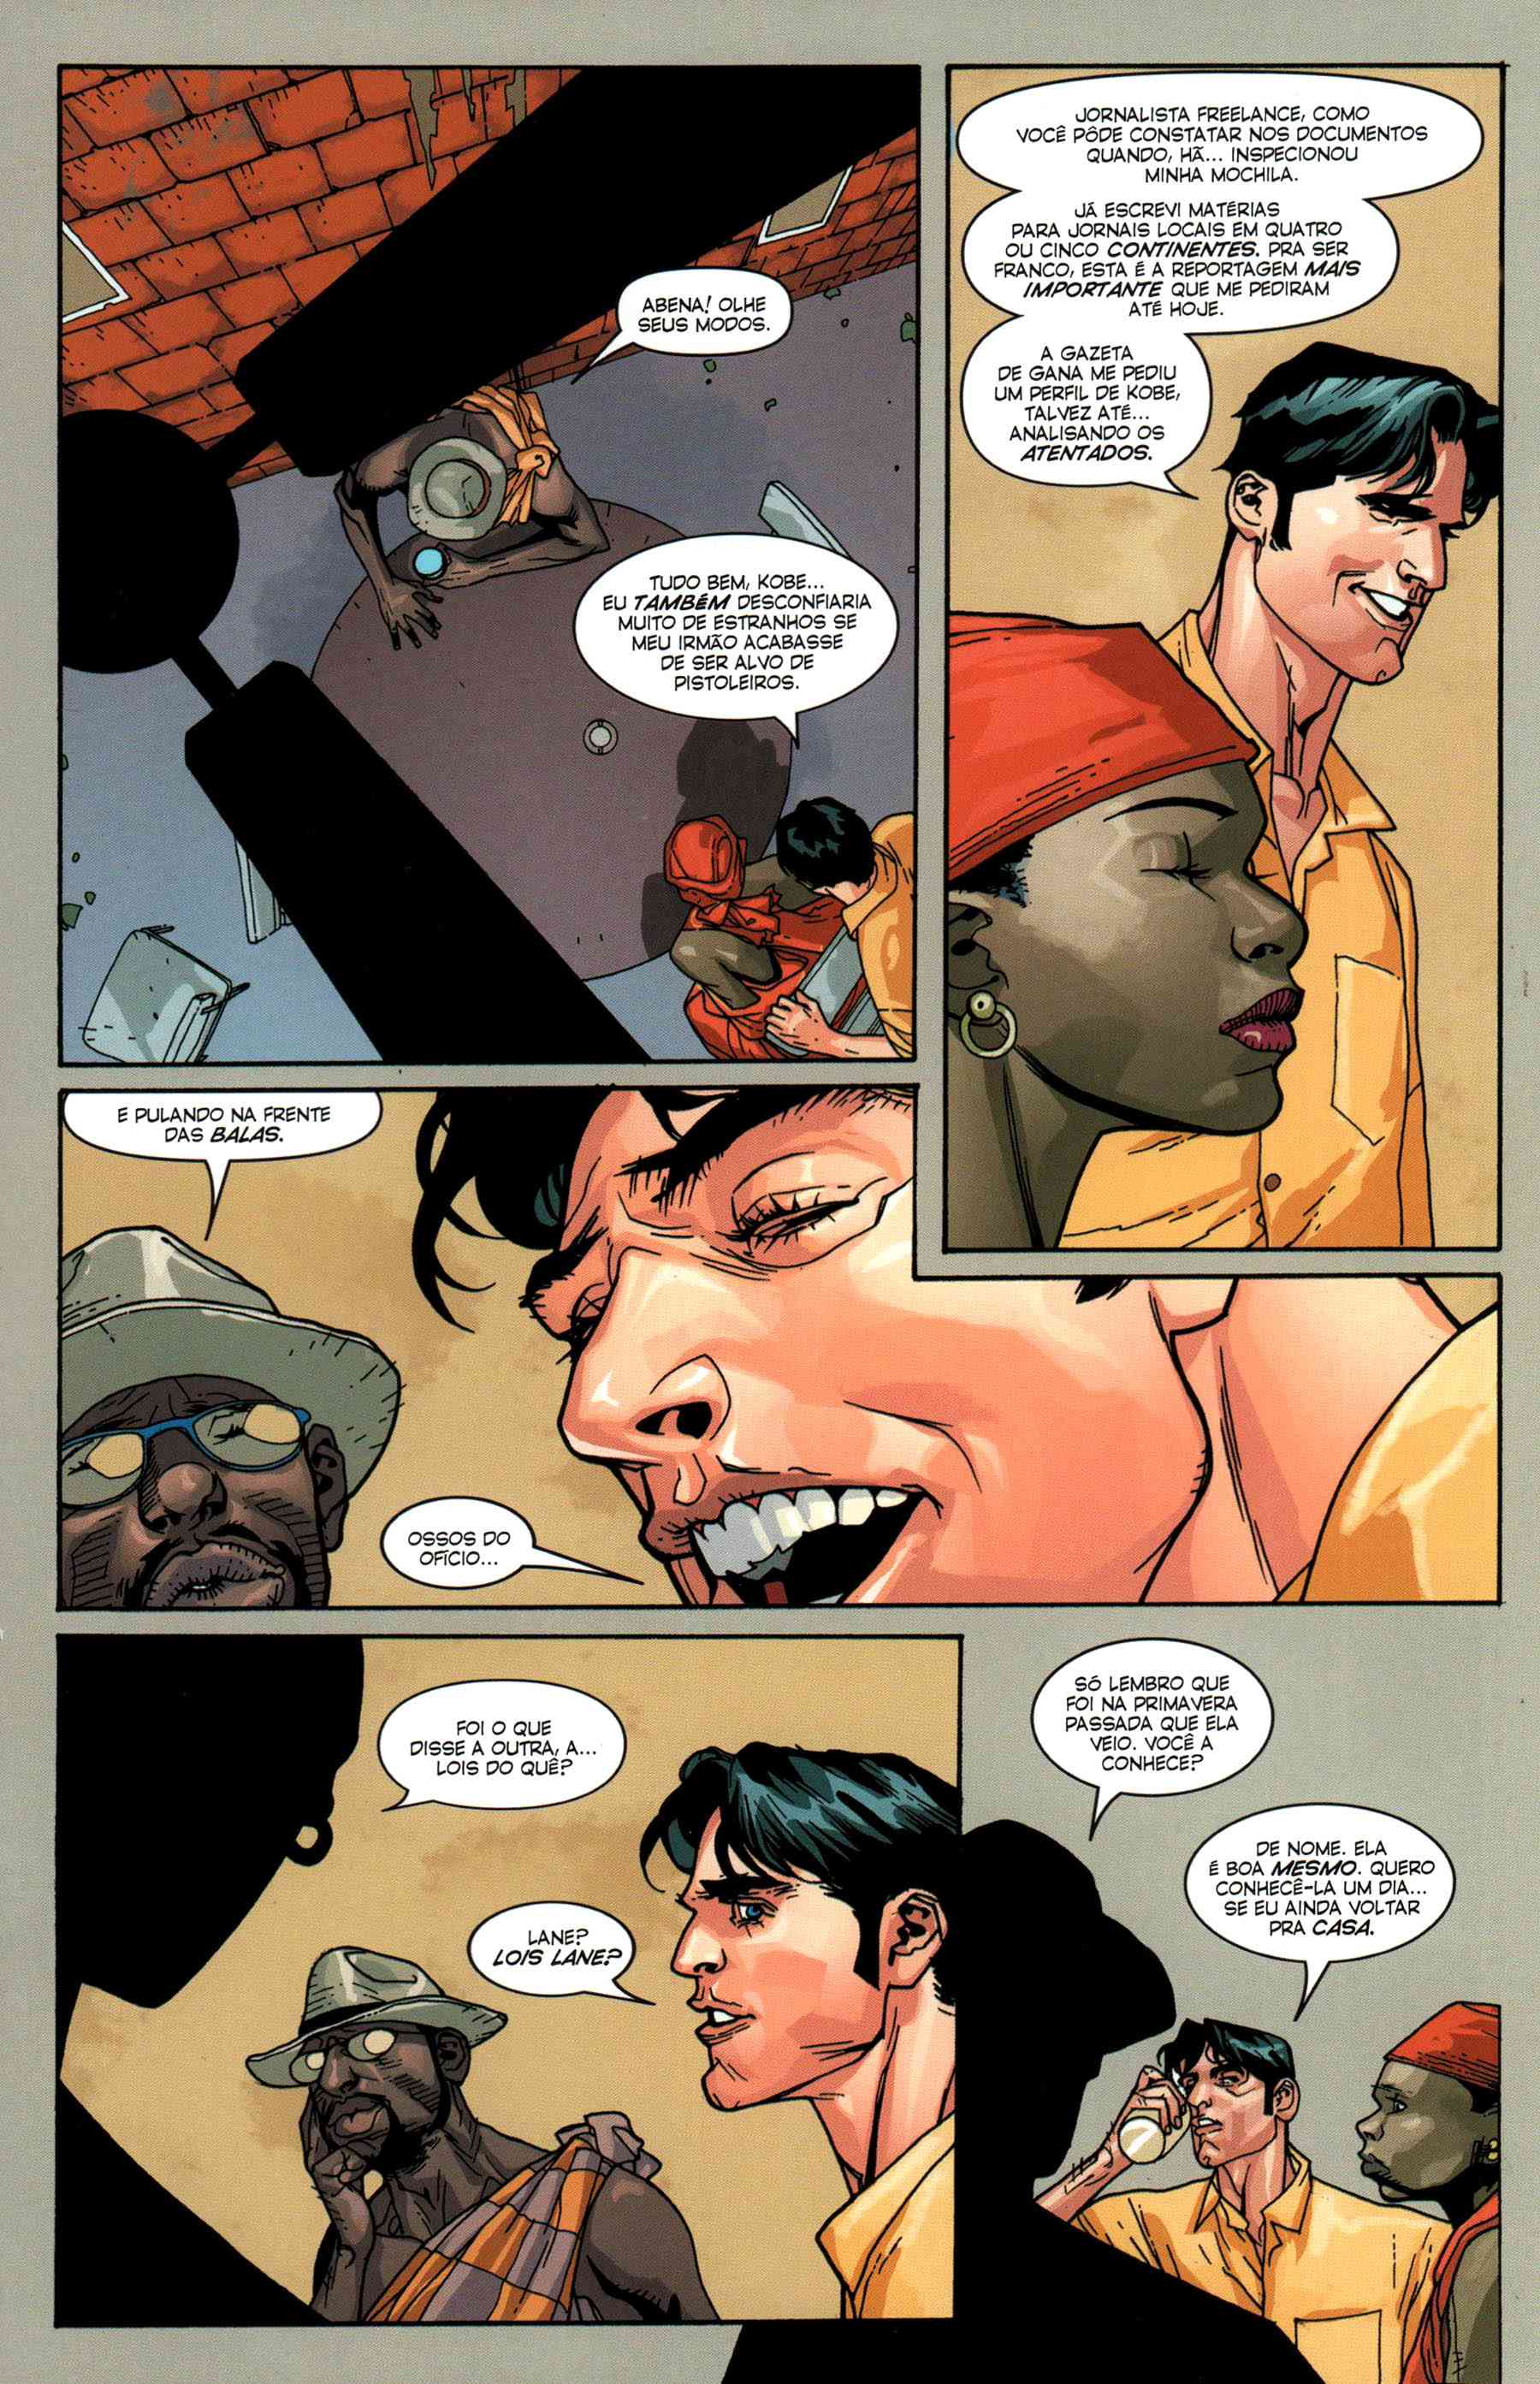 ABENA! OLHE
SEUS MODOS.
TUDO BEM, KOBE...
EU TAMBÉM DESCONFIARIA
MUITO DE ESTRANHOS SE
MEU IRMÃO ACABASSE
DE SER ALVO DE
PISTOLEIROS.
JORNALISTA FREELANCE, COMO
VOCÊ PÔDE CONSTATAR NOS DOCUMENTOS
QUANDO, HÃ... INSPECIONOU
MINHA MOCHILA.
JÁ ESCREVI MATÉRIAS
PARA JORNAIS LOCAIS EM QUATRO
OU CINCO CONTINENTES. PRA SER
FRANCO, ESTA É A REPORTAGEM MAIS
IMPORTANTE QUE ME PEDIRAM
ATÉ HOJE.
A GAZETA
DE GANA ME PEDIU
UM PERFIL DE KOBE,
TALVEZ ATÉ...
ANALISANDO OS
ATENTADOS.
E PULANDO NA FRENTE
DAS BALAS.
OSSOS DO
OFÍCIO...
FOI O QUE
DISSE A OUTRA, A...
LOIS DO QUÊ?
LANE?
LOIS LANE?
SÓ LEMBRO QUE
FOI NA PRIMAVERA
PASSADA QUE ELA
VEIO. VOCÊ A
CONHECE?
DE NOME. ELA
É BOA MESMO. QUERO
CONHECÊ-LA UM DIA...
SE EU AINDA VOLTAR
PRA CASA.